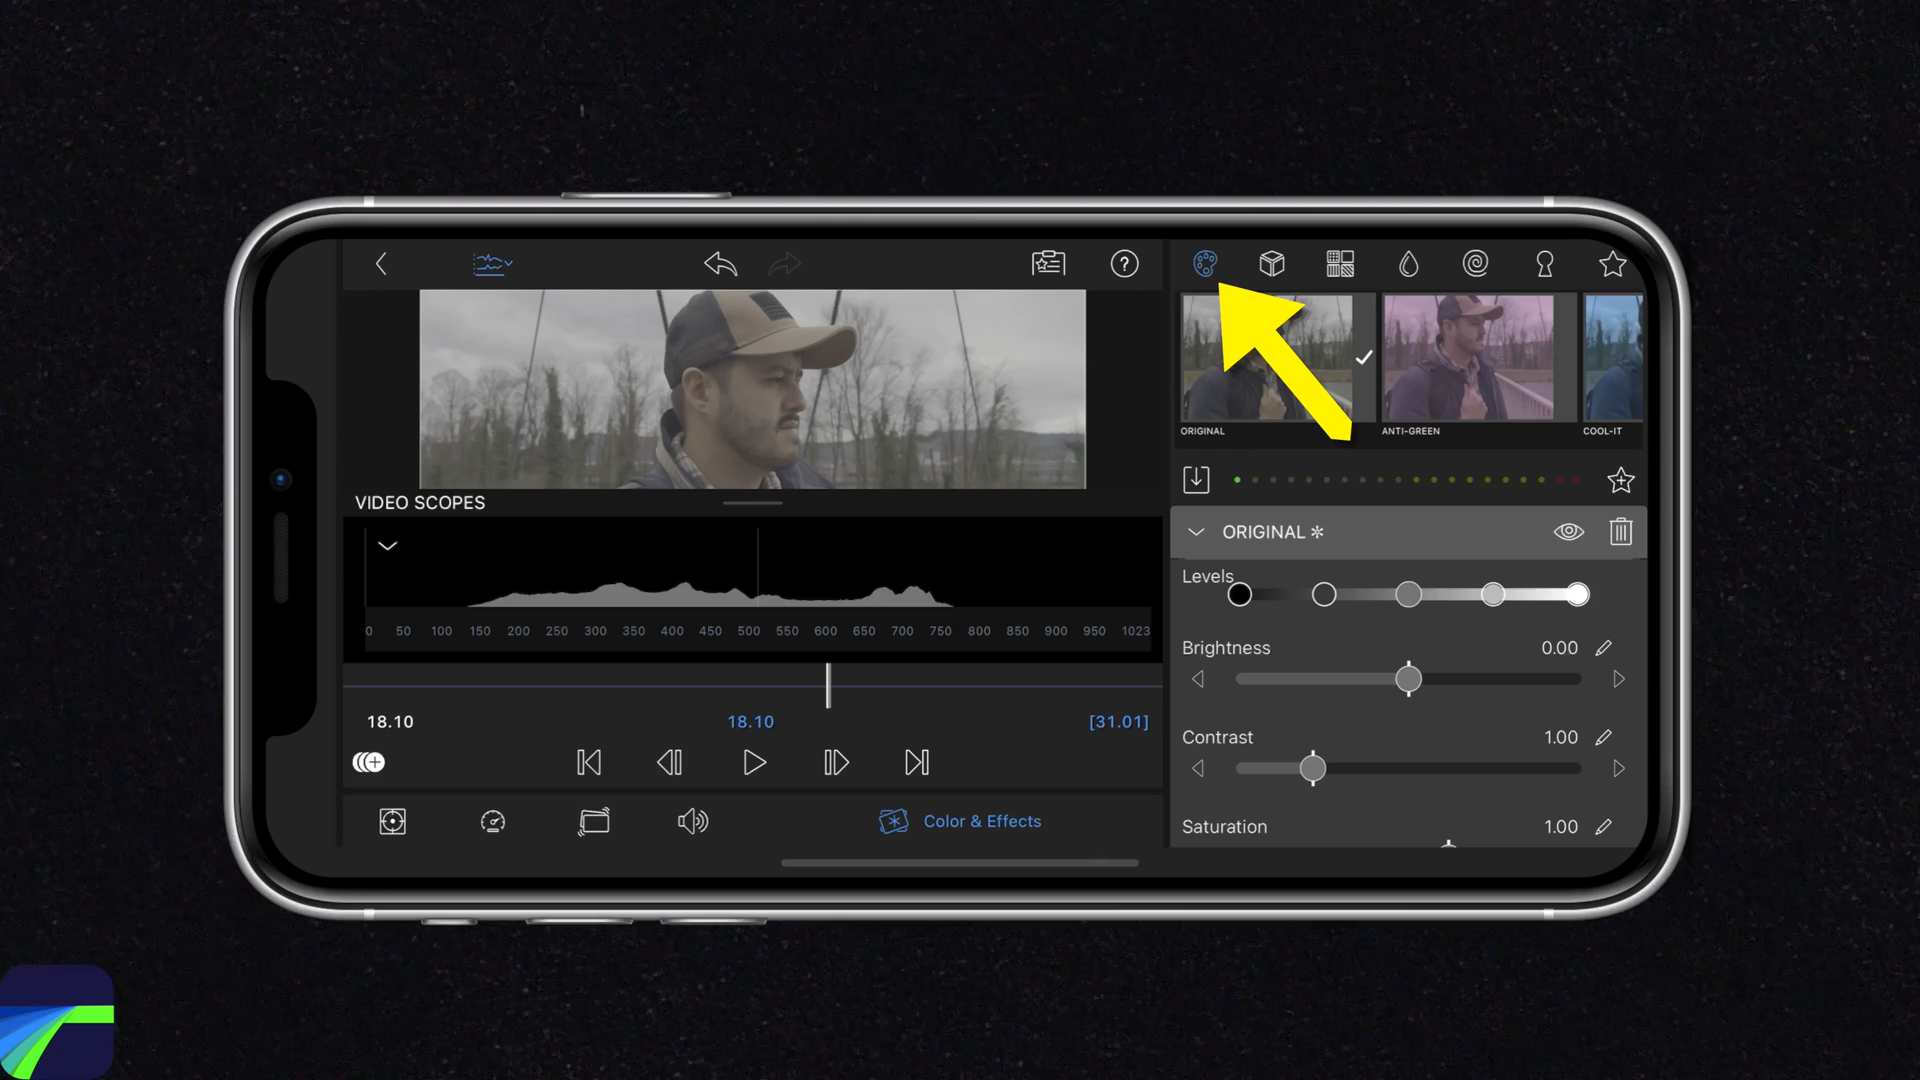 ORIGINAL
ANTI-GREEN
COOL-IT
VIDEO SCOPES
ORIGINAL ✲
Levels
0 50 100 150 200 250 300 350 400 450 500 550 600 650 700 750 800 850 900 950 1023
Brightness 0.00
18.10 18.10 [31.01]
Contrast 1.00
Color & Effects
Saturation 1.00